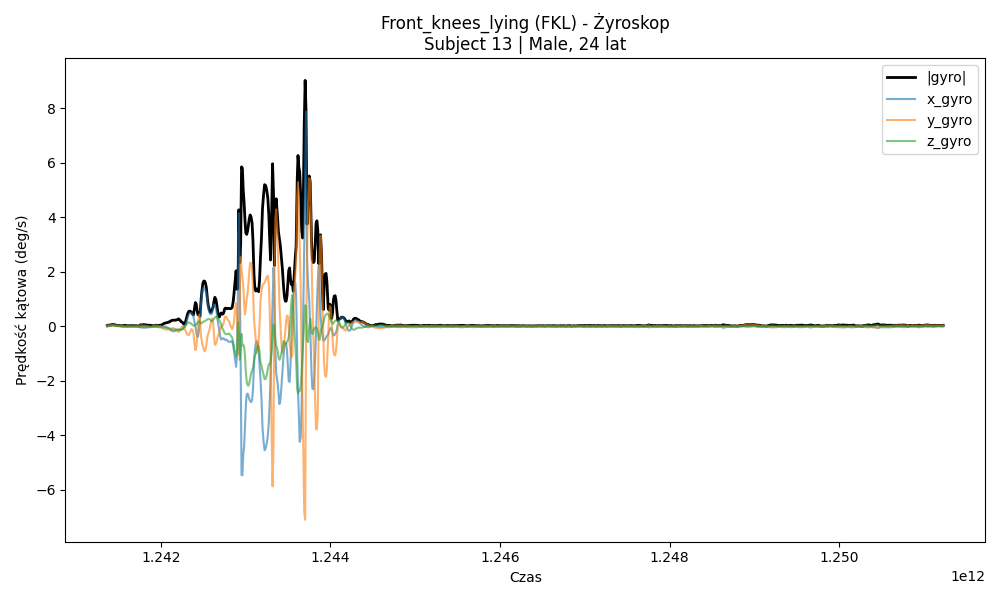 Front_knees_lying (FKL) - Żyroskop
Subject 13 | Male, 24 lat
|gyro|
x_gyro
y_gyro
z_gyro
Prędkość kątowa (deg/s)
8
6
4
2
0
−2
−4
−6
1.242
1.244
1.246
1.248
1.250
1e12
Czas